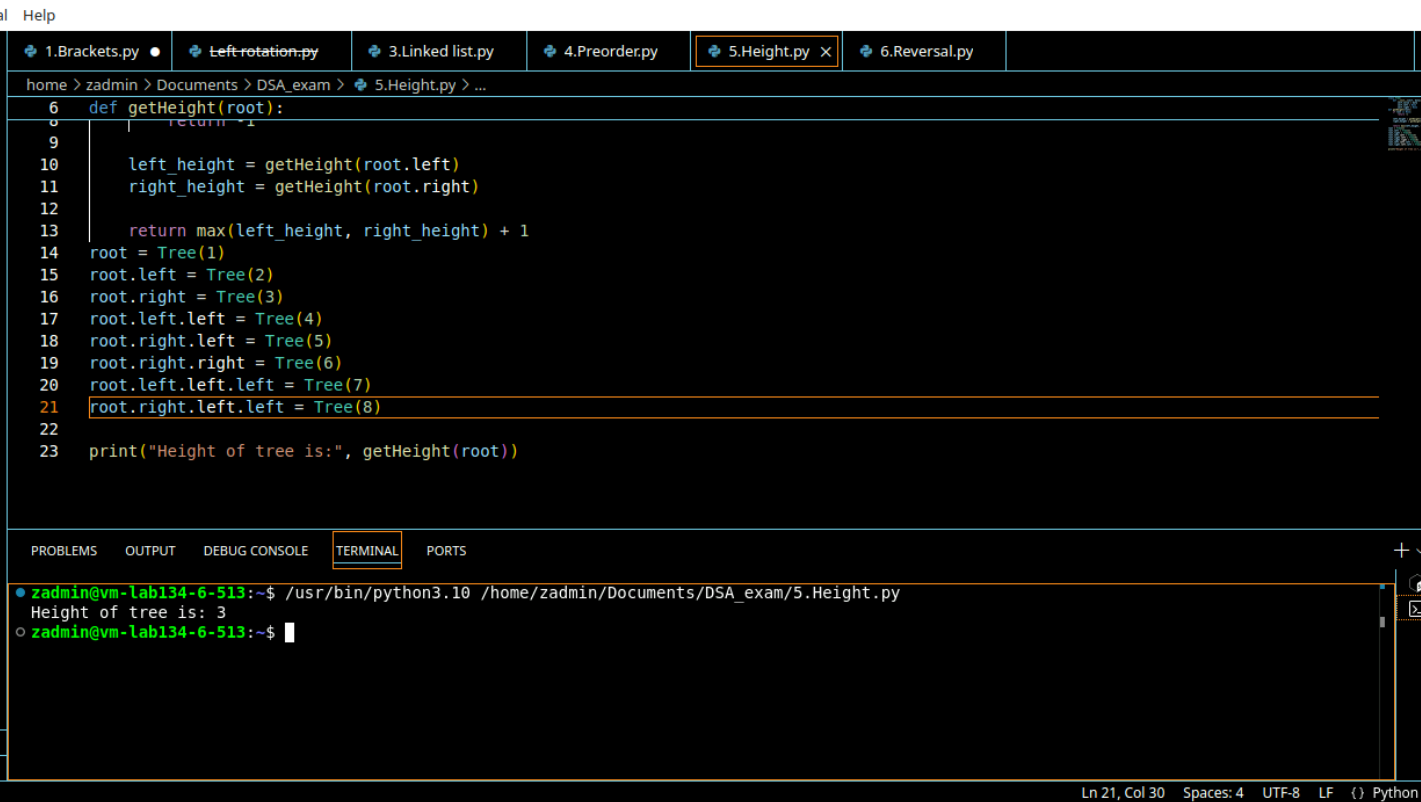 Help
1.Brackets.py ●
Left rotation.py
3.Linked list.py
4.Preorder.py
5.Height.py ×
6.Reversal.py
home > zadmin > Documents > DSA_exam > 5.Height.py > ...
6 def getHeight(root):
8 return -1
9
10 left_height = getHeight(root.left)
11 right_height = getHeight(root.right)
12
13 return max(left_height, right_height) + 1
14 root = Tree(1)
15 root.left = Tree(2)
16 root.right = Tree(3)
17 root.left.left = Tree(4)
18 root.right.left = Tree(5)
19 root.right.right = Tree(6)
20 root.left.left.left = Tree(7)
21 root.right.left.left = Tree(8)
22
23 print("Height of tree is:", getHeight(root))
PROBLEMS OUTPUT DEBUG CONSOLE TERMINAL PORTS
zadmin@vm-lab134-6-513:~$ /usr/bin/python3.10 /home/zadmin/Documents/DSA_exam/5.Height.py
Height of tree is: 3
zadmin@vm-lab134-6-513:~$
Ln 21, Col 30 Spaces: 4 UTF-8 LF {} Python